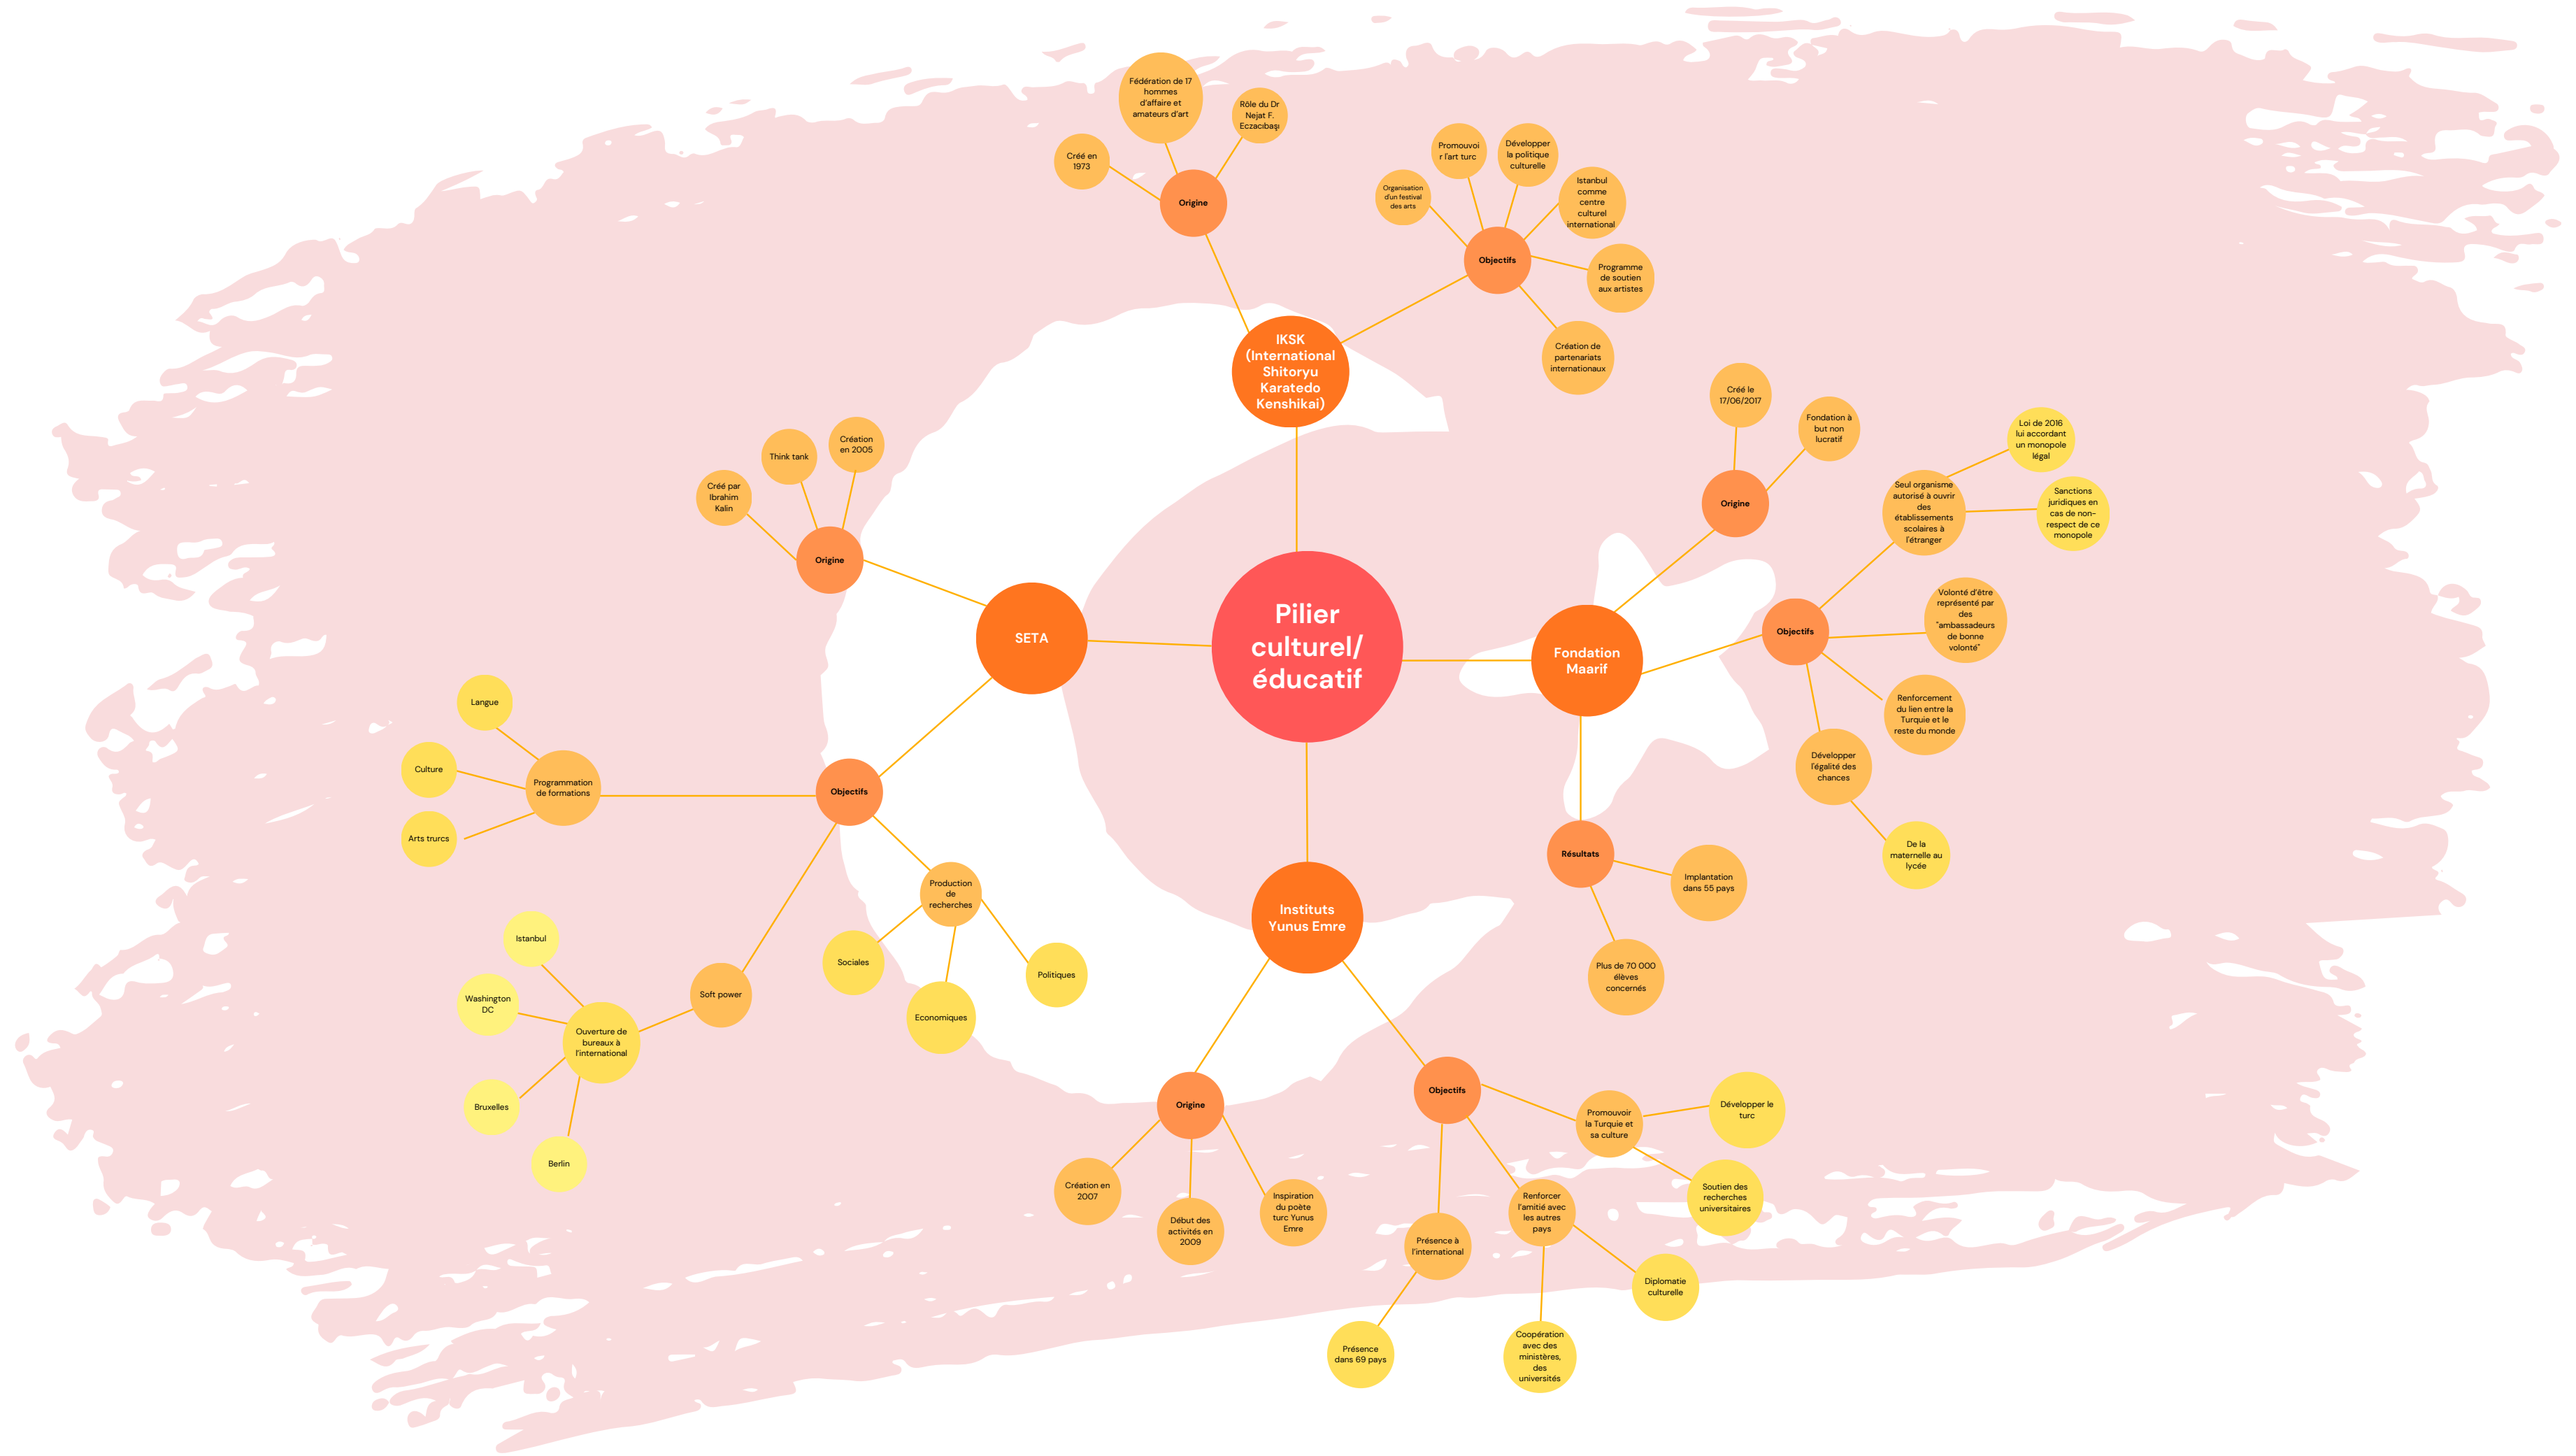 Pilier
culturel/
éducatif
IKSK
(International
Shitoryu
Karatedo
Kenshikai)
Origine
Créé en
1973
Fédération de 17
hommes
d'affaire et
amateurs d'art
Rôle du Dr
Nejat F.
Eczacıbaşı
Objectifs
Organisation
d'un festival
des arts
Promouvoi
r l'art turc
Développer
la politique
culturelle
Istanbul
comme
centre
culturel
international
Programme
de soutien
aux artistes
Création de
partenariats
internationaux
Fondation
Maarif
Origine
Créé le
17/06/2017
Fondation à
but non
lucratif
Objectifs
Seul organisme
autorisé à ouvrir
des
établissements
scolaires à
l'étranger
Loi de 2016
lui accordant
un monopole
légal
Sanctions
juridiques en
cas de non-
respect de ce
monopole
Volonté d'être
représenté par
des
"ambassadeurs
de bonne
volonté"
Renforcement
du lien entre la
Turquie et le
reste du monde
Développer
l'égalité des
chances
De la
maternelle au
lycée
Résultats
Implantation
dans 55 pays
Plus de 70 000
élèves
concernés
Instituts
Yunus Emre
Origine
Création en
2007
Début des
activités en
2009
Inspiration
du poète
turc Yunus
Emre
Objectifs
Promouvoir
la Turquie et
sa culture
Développer le
turc
Soutien des
recherches
universitaires
Renforcer
l'amitié avec
les autres
pays
Diplomatie
culturelle
Coopération
avec des
ministères,
des
universités
Présence à
l'international
Présence
dans 69 pays
SETA
Origine
Créé par
Ibrahim
Kalin
Think tank
Création
en 2005
Objectifs
Programmation
de formations
Langue
Culture
Arts trurcs
Production
de
recherches
Sociales
Economiques
Politiques
Soft power
Ouverture de
bureaux à
l'international
Istanbul
Washington
DC
Bruxelles
Berlin